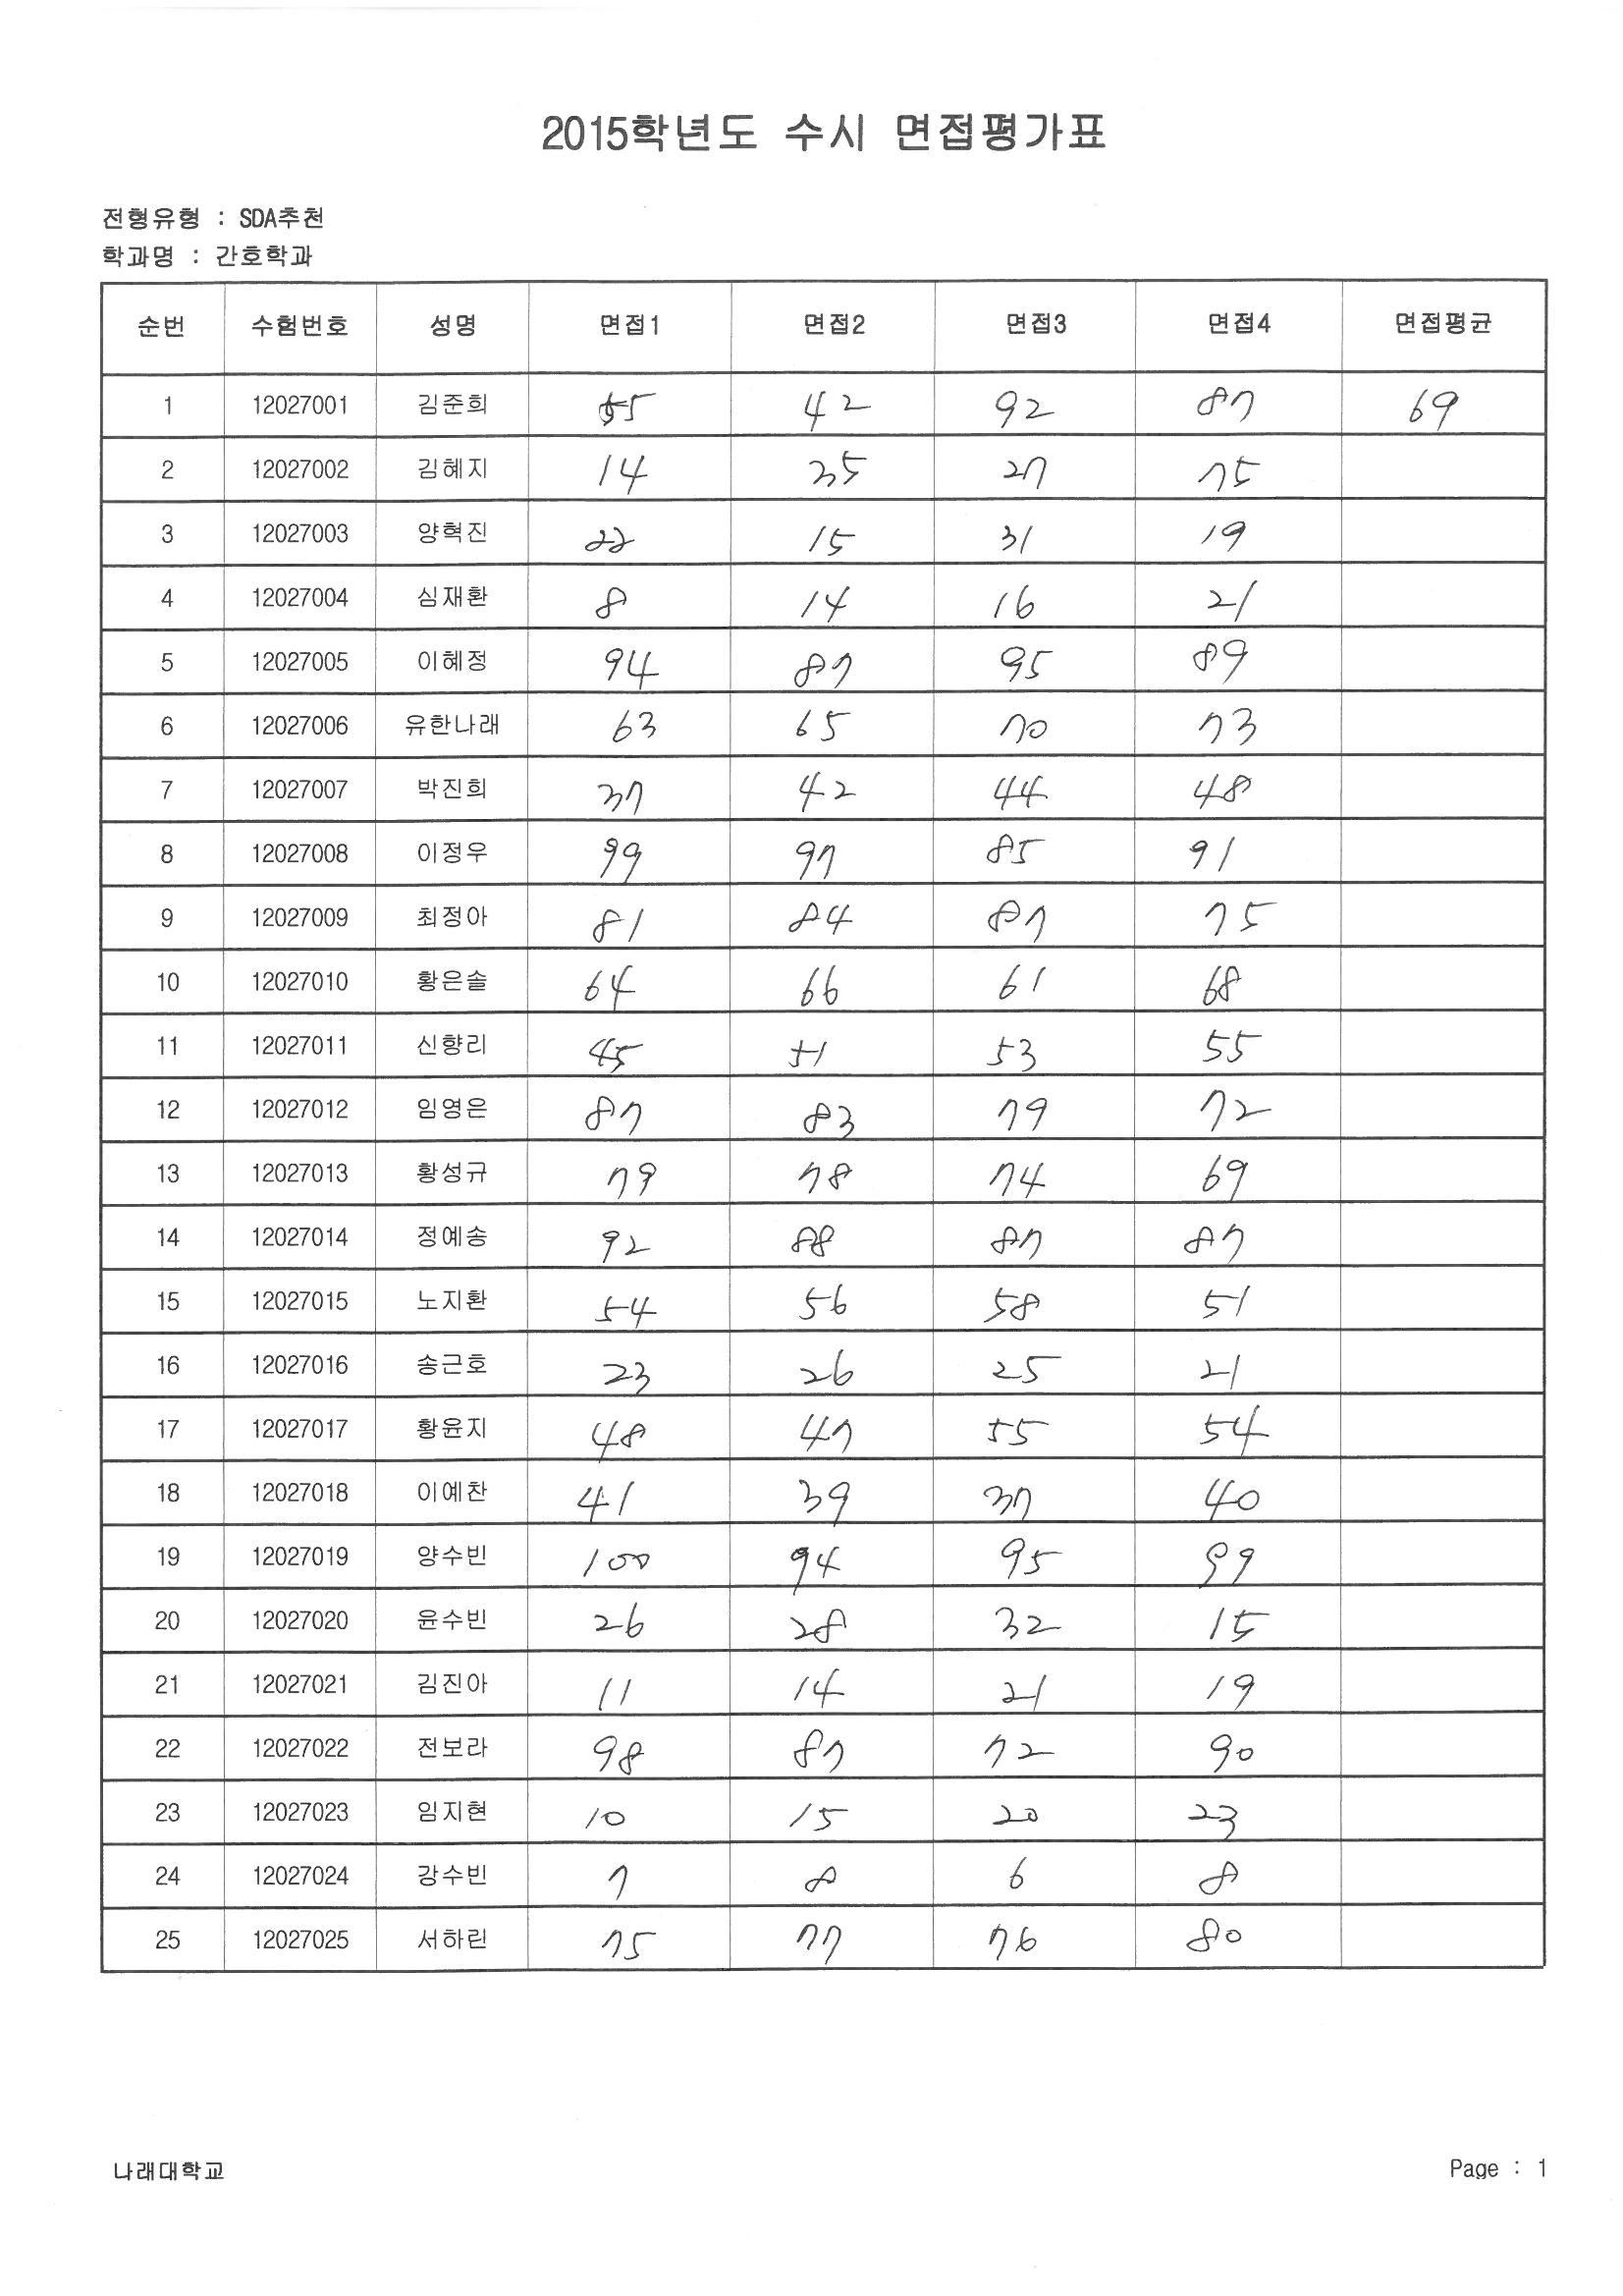 2015학년도 수시 면접평가표
전형유형 : SDA추천
학과명 : 간호학과
순번 수험번호 성명 면접1 면접2 면접3 면접4 면접평균
1 12027001 김준희 55 42 92 87 69
2 12027002 김혜지 14 35 27 75
3 12027003 양혁진 22 15 31 19
4 12027004 심재환 8 14 16 21
5 12027005 이혜정 94 87 95 89
6 12027006 유한나래 63 65 70 73
7 12027007 박진희 37 42 44 48
8 12027008 이정우 99 97 85 91
9 12027009 최정아 81 84 87 75
10 12027010 황은솔 64 66 61 68
11 12027011 신향리 45 51 53 55
12 12027012 임영은 87 83 79 72
13 12027013 황성규 79 78 74 69
14 12027014 정예송 92 88 87 87
15 12027015 노지환 54 56 58 51
16 12027016 송근호 23 26 25 21
17 12027017 황윤지 48 47 55 54
18 12027018 이예찬 41 39 37 40
19 12027019 양수빈 100 94 95 99
20 12027020 윤수빈 26 28 32 15
21 12027021 김진아 11 14 21 19
22 12027022 전보라 98 87 72 90
23 12027023 임지현 10 15 20 23
24 12027024 강수빈 7 8 6 8
25 12027025 서하린 75 77 76 80
나래대학교 Page : 1